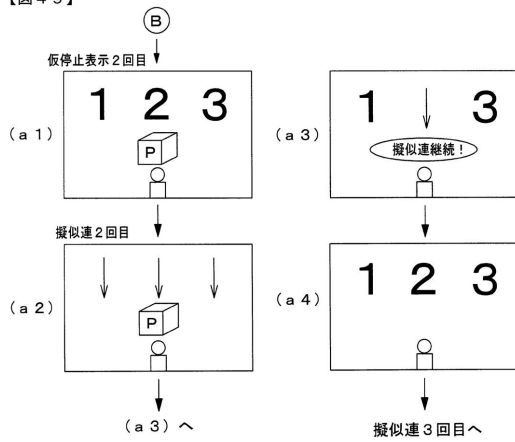 【図45】
B
仮停止表示2回目
(a1)
1 2 3
P
擬似連2回目
(a2)
P
(a3)へ
(a3)
1 3
擬似連継続!
(a4)
1 2 3
擬似連3回目へ